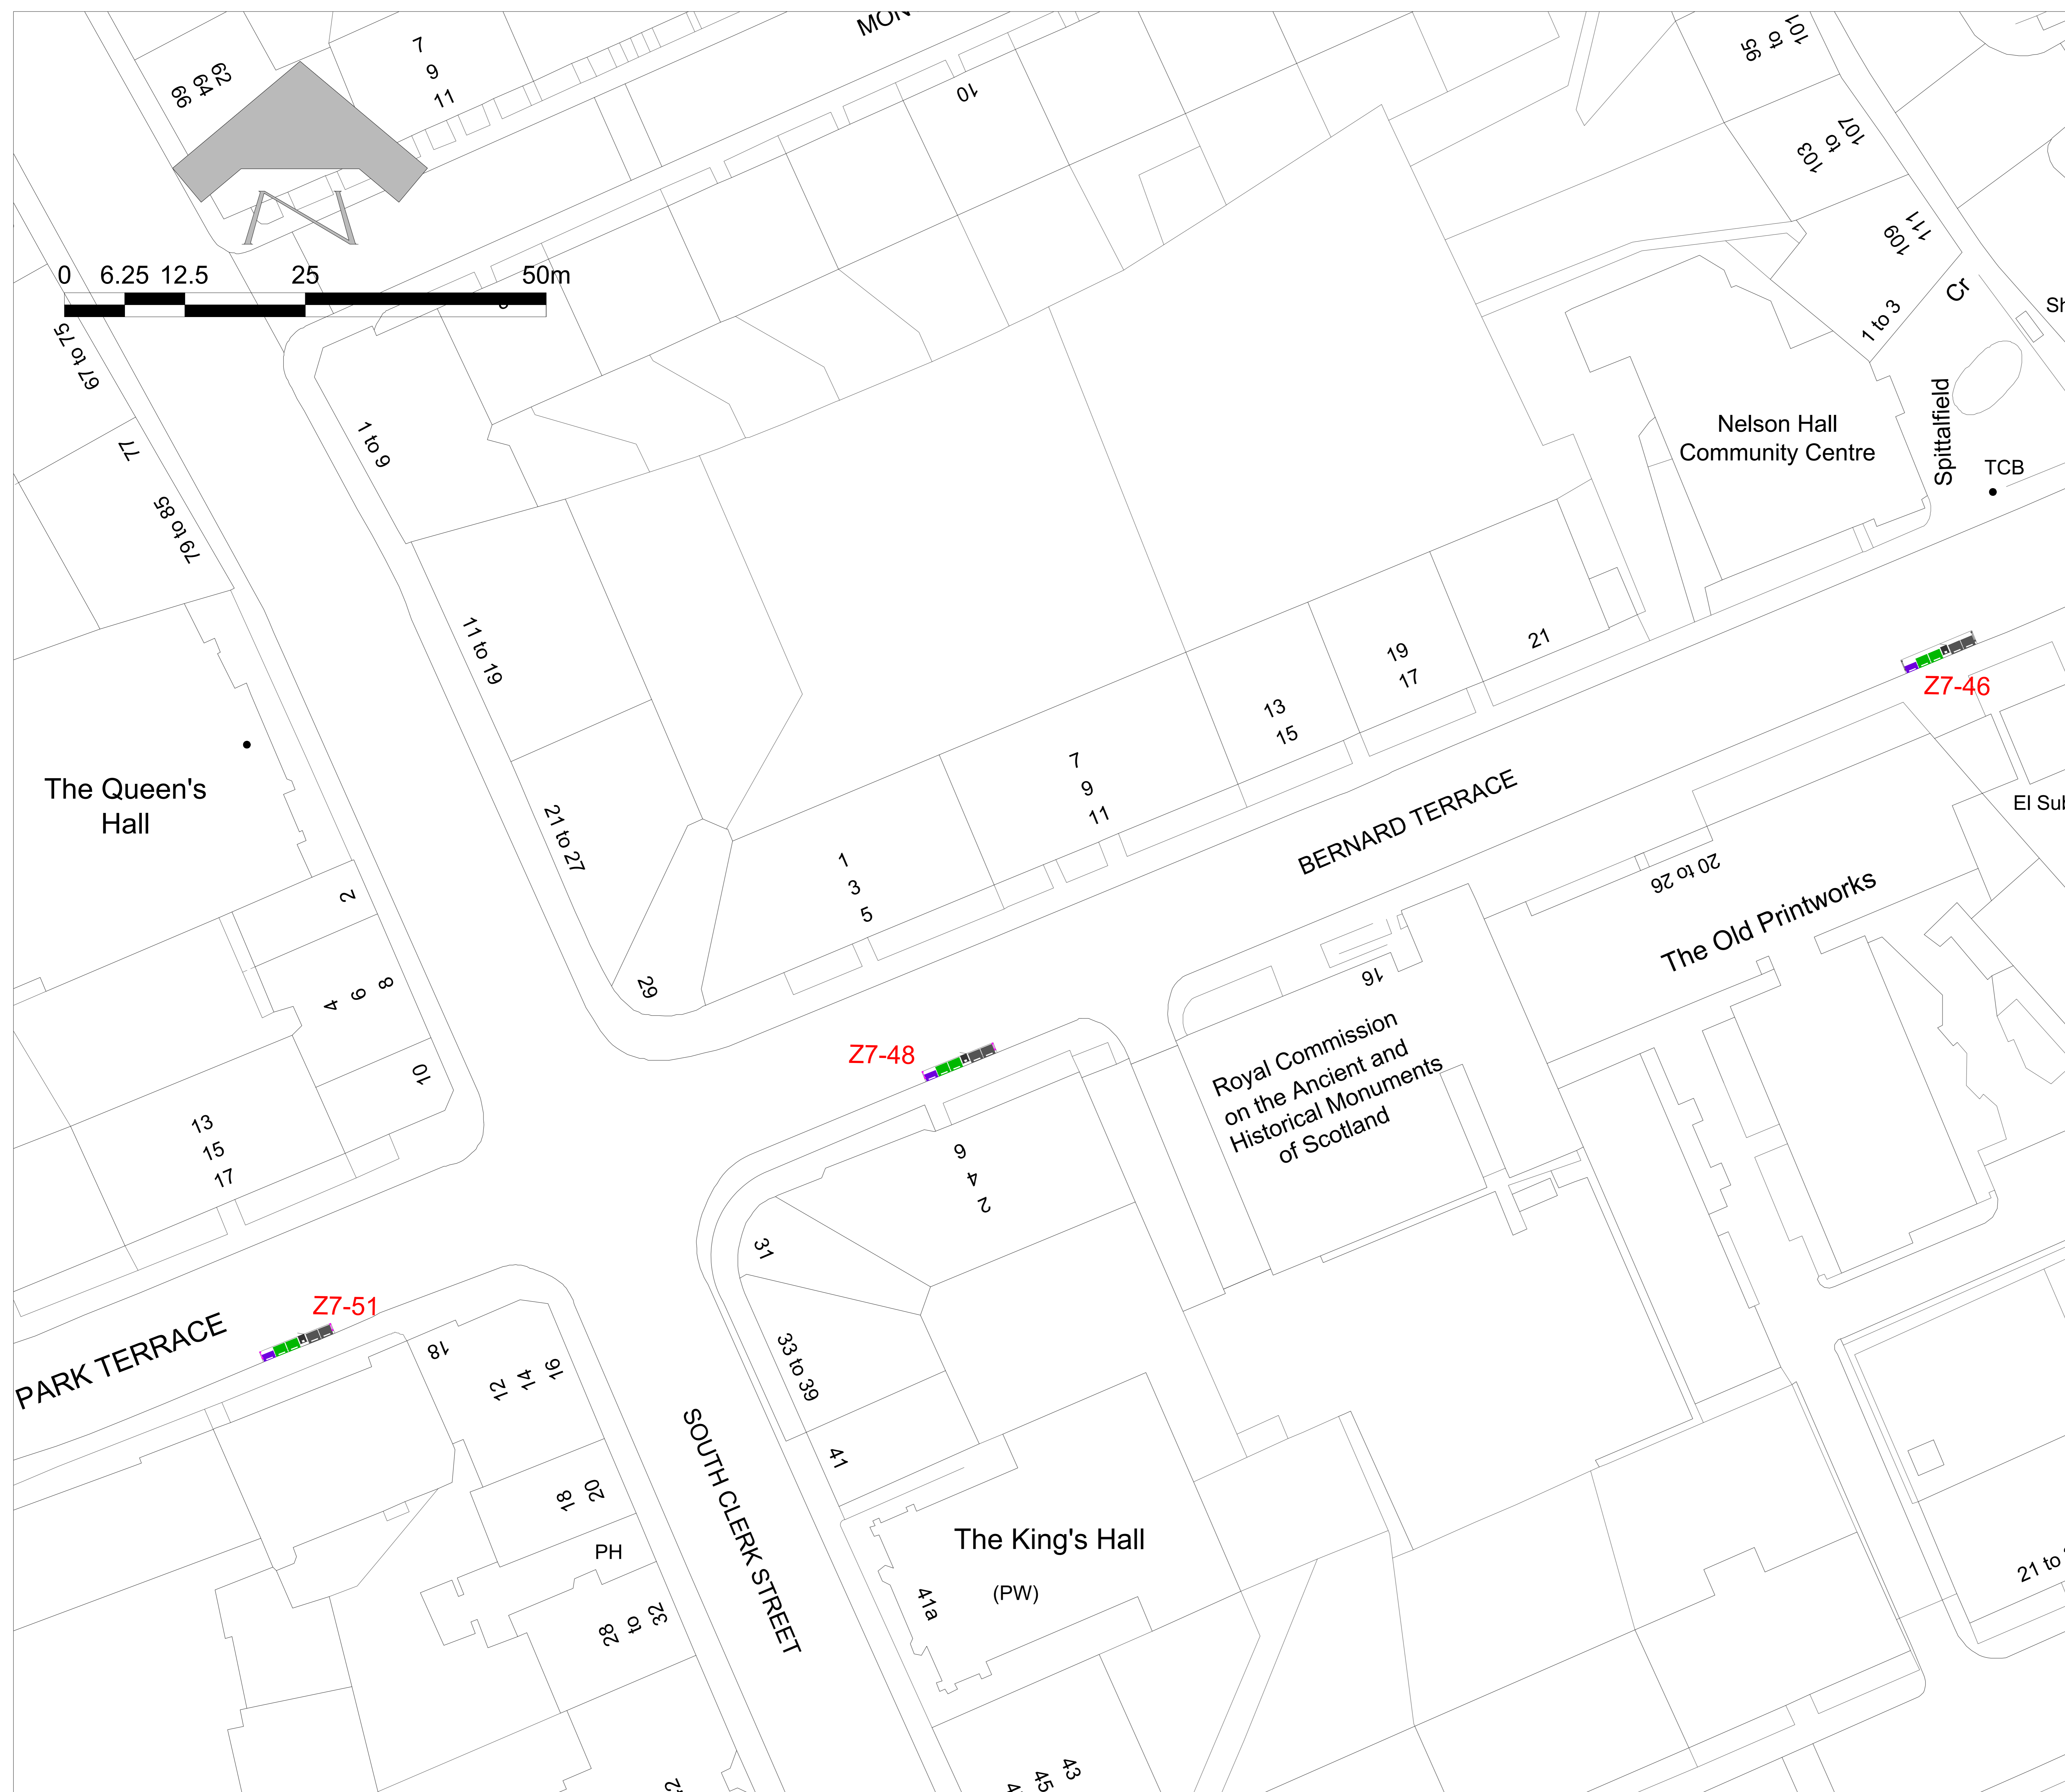 MON
7
9
11
62
64
66
10
101
to
95
107
to
103
111
109
1 to 3
Cr
Sh
N
0 6.25 12.5 25 50m
67 to 75
77
79 to 85
1 to 9
Nelson Hall
Community Centre
Spittalfield
TCB
11 to 19
21
19
17
13
15
7
9
11
Z7-46
The Queen's
Hall
21 to 27
1
3
5
BERNARD TERRACE
El Sub
20 to 26
The Old Printworks
2
4
6
8
10
29
16
Z7-48
Royal Commission
on the Ancient and
Historical Monuments
of Scotland
13
15
17
6
4
2
31
Z7-51
PARK TERRACE
18
12
14
16
33 to 39
41
SOUTH CLERK STREET
18
20
PH
The King's Hall
(PW)
41a
28
to
32
21 to
43
45
4